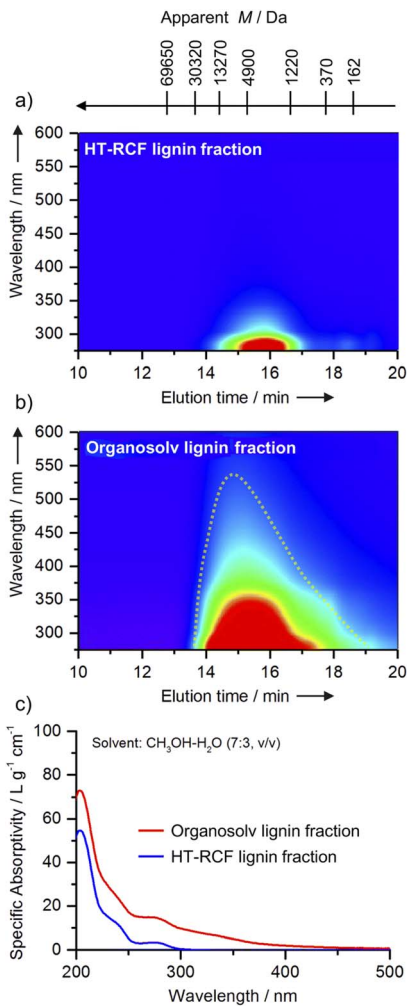 Apparent M / Da
69650 30320 13270 4900 1220 370 162
a)
600
550
500
450
400
350
300
Wavelength / nm
HT-RCF lignin fraction
10 12 14 16 18 20
Elution time / min
b)
600
550
500
450
400
350
300
Wavelength / nm
Organosolv lignin fraction
10 12 14 16 18 20
Elution time / min
c)
100
80
60
40
20
0
Specific Absorptivity / L g⁻¹ cm⁻¹
Solvent: CH₃OH-H₂O (7:3, v/v)
Organosolv lignin fraction
HT-RCF lignin fraction
200 300 400 500
Wavelength / nm